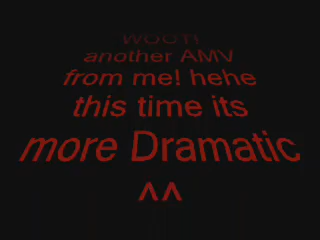 WOOT!
another AMV
from me! hehe
this time its
more Dramatic
^^